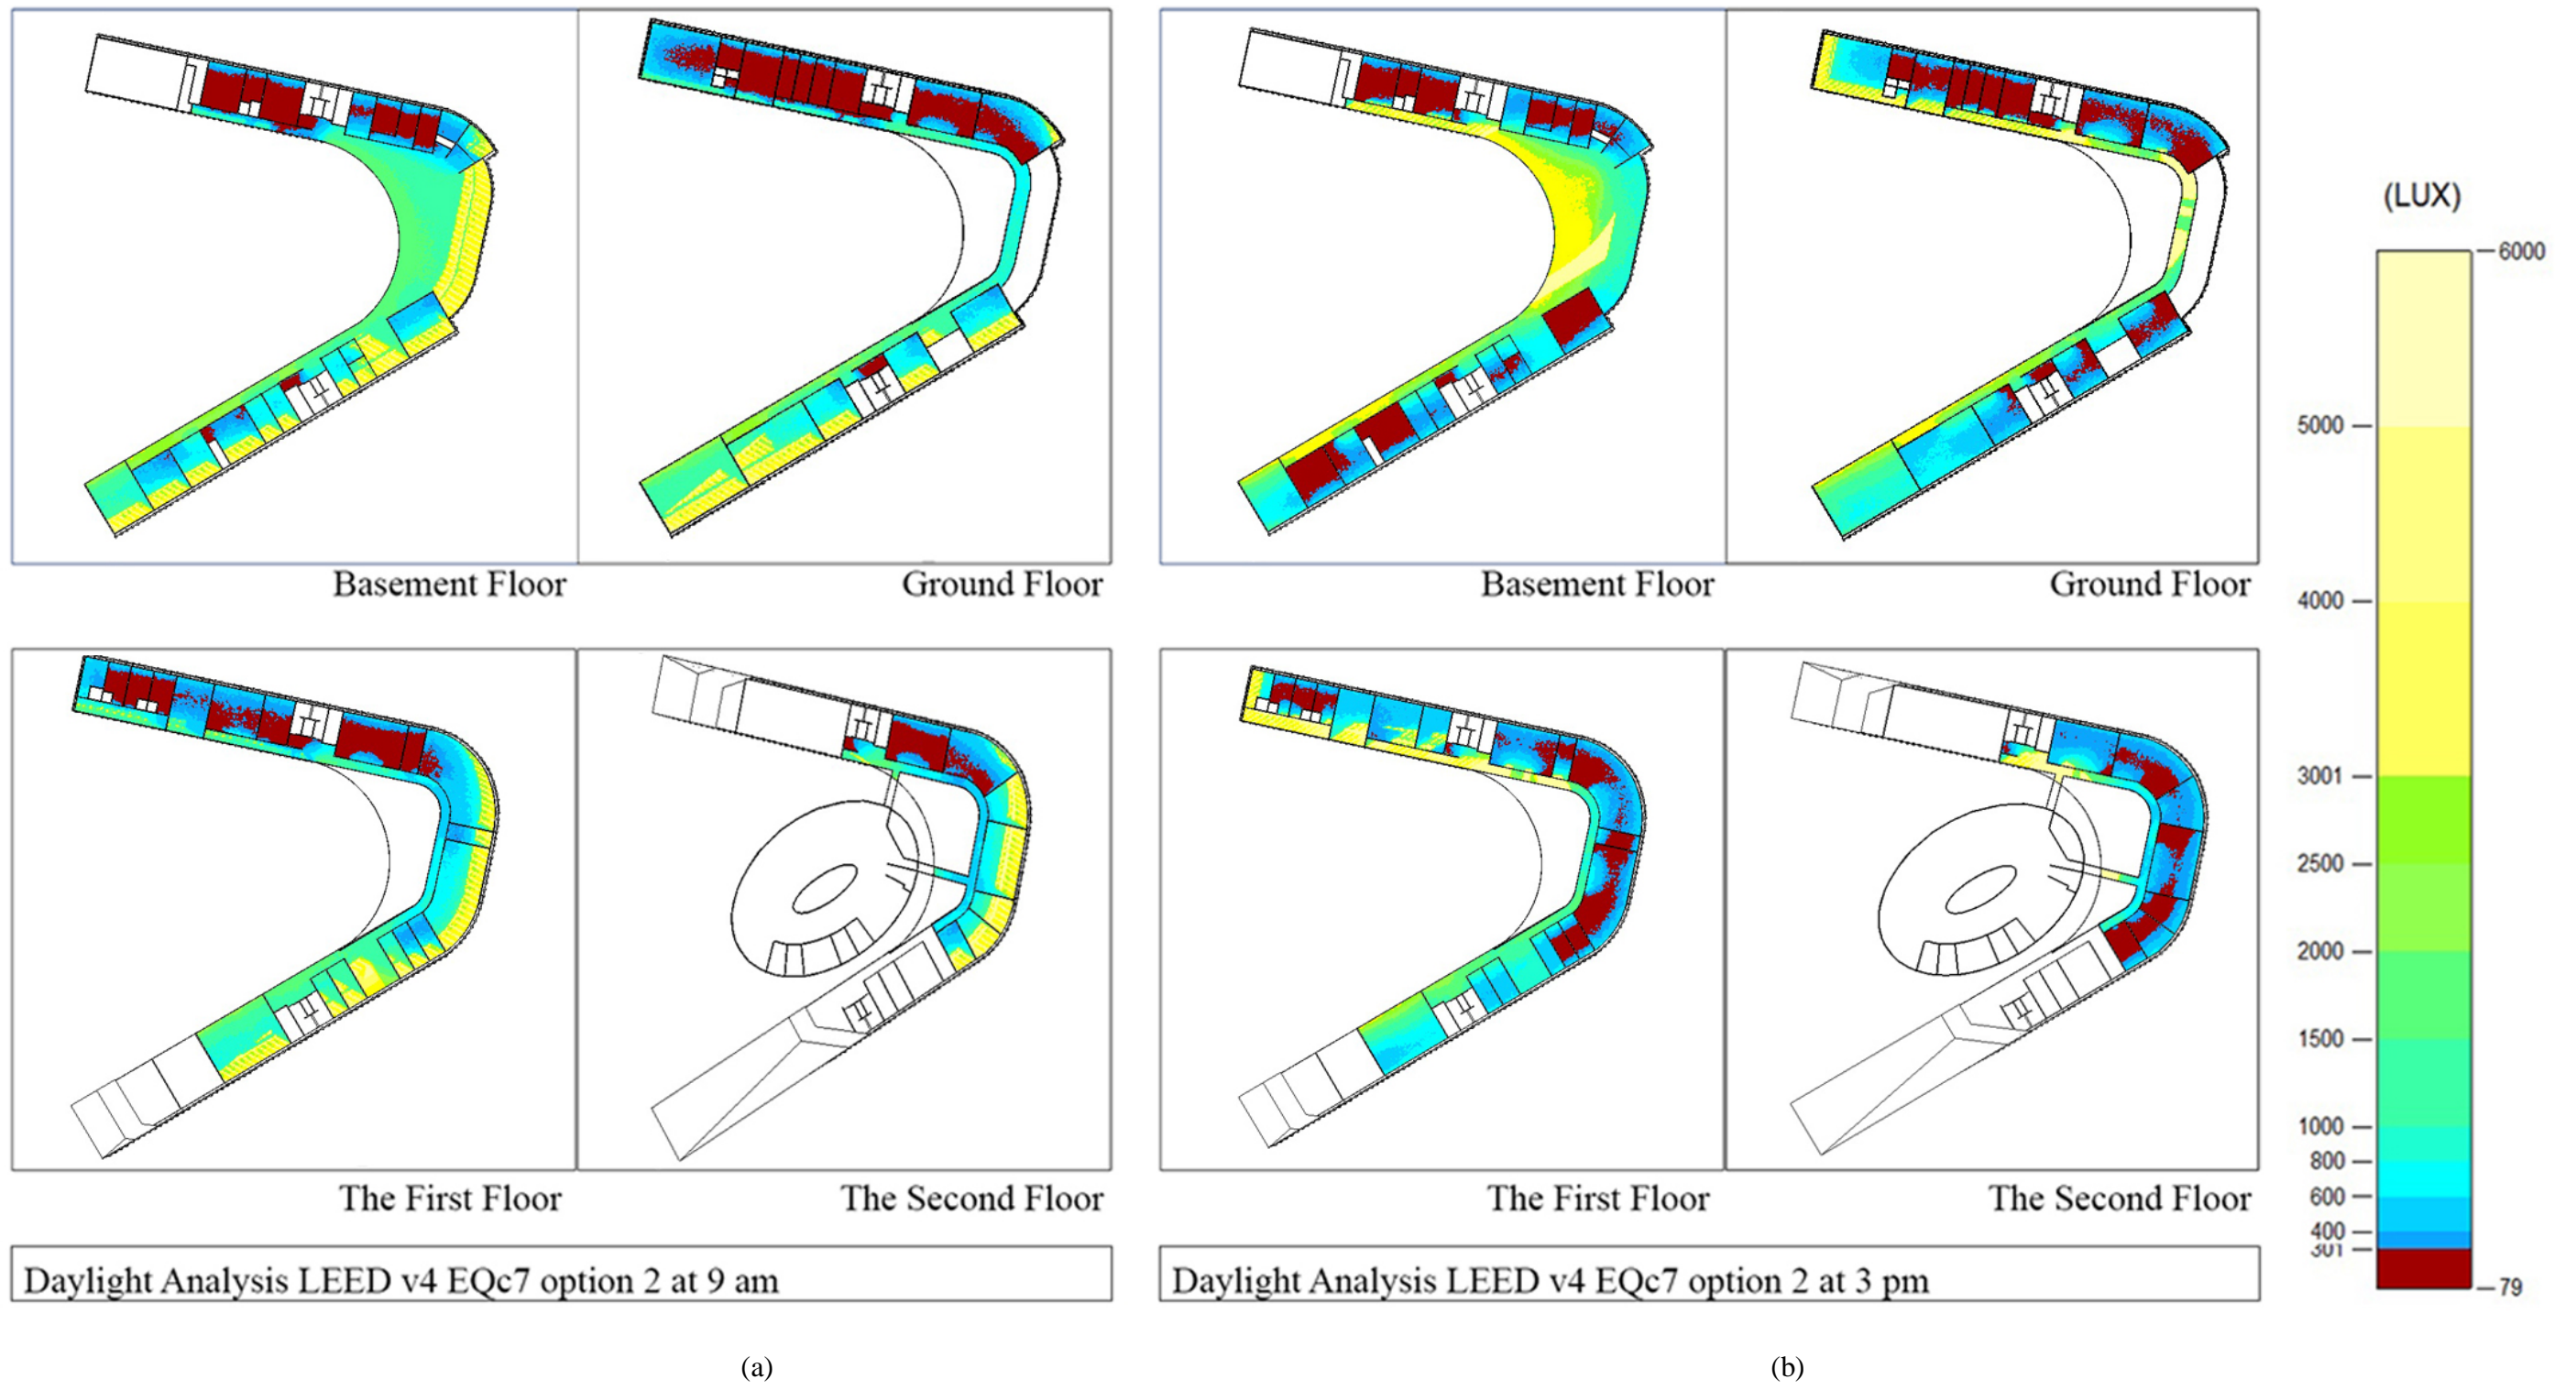 Basement Floor
Ground Floor
The First Floor
The Second Floor
Daylight Analysis LEED v4 EQc7 option 2 at 9 am
(a)
Basement Floor
Ground Floor
The First Floor
The Second Floor
Daylight Analysis LEED v4 EQc7 option 2 at 3 pm
(b)
(LUX)
6000
5000
4000
3001
2500
2000
1500
1000
800
600
400
301
79